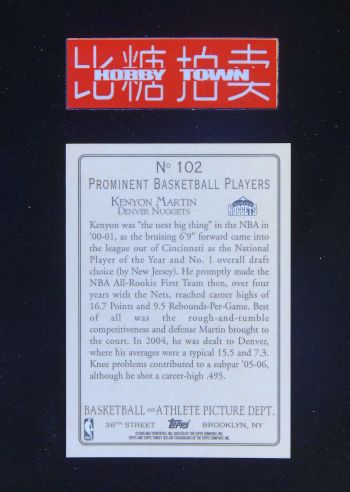 比糖拍卖
HOBBY TOWN
Nº 102
PROMINENT BASKETBALL PLAYERS
KENYON MARTIN
DENVER NUGGETS
NUGGETS
Kenyon was “the next big thing” in the NBA in
’00-01, as the bruising 6’9” forward came into
the league out of Cincinnati as the National
Player of the Year and No. 1 overall draft
choice (by New Jersey). He promptly made the
NBA All-Rookie First Team then, over four
years with the Nets, reached career highs of
16.7 Points and 9.5 Rebounds-Per-Game. Best
of all was the rough-and-tumble
competitiveness and defense Martin brought to
the court. In 2004, he was dealt to Denver,
where his averages were a typical 15.5 and 7.3.
Knee problems contributed to a subpar ’05-06,
although he shot a career-high .495.
BASKETBALL AND ATHLETE PICTURE DEPT.
36TH STREET Topps BROOKLYN, NY